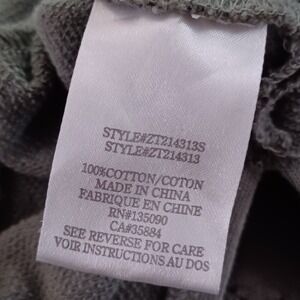 STYLE#ZT214313S
STYLE#ZT214313
100%COTTON/COTON
MADE IN CHINA
FABRIQUE EN CHINE
RN#135090
CA#35884
SEE REVERSE FOR CARE
VOIR INSTRUCTIONS AU DOS